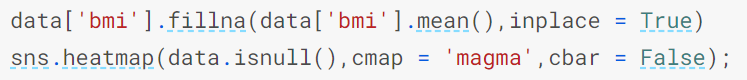 data['bmi'].fillna(data['bmi'].mean(),inplace = True)
sns.heatmap(data.isnull(),cmap = 'magma',cbar = False);